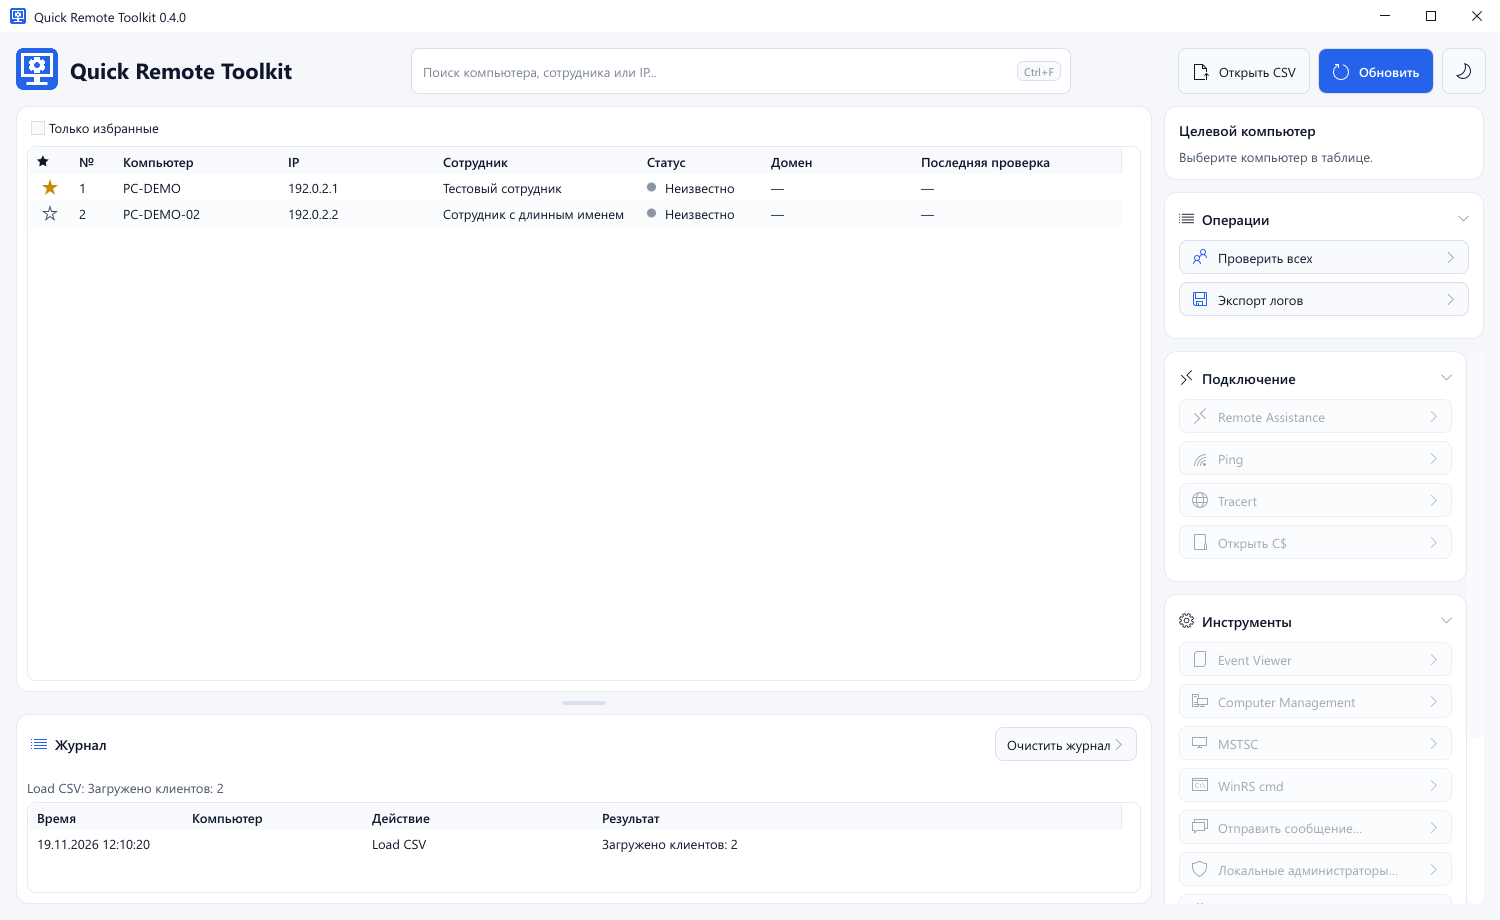 Quick Remote Toolkit 0.4.0
Quick Remote Toolkit
Поиск компьютера, сотрудника или IP...
Ctrl+F
Открыть CSV
Обновить
Только избранные
№ Компьютер IP Сотрудник Статус Домен Последняя проверка
1 PC-DEMO 192.0.2.1 Тестовый сотрудник Неизвестно — —
2 PC-DEMO-02 192.0.2.2 Сотрудник с длинным именем Неизвестно — —
Целевой компьютер
Выберите компьютер в таблице.
Операции
Проверить всех
Экспорт логов
Подключение
Remote Assistance
Ping
Tracert
Открыть C$
Инструменты
Event Viewer
Computer Management
MSTSC
WinRS cmd
Отправить сообщение...
Локальные администраторы...
Журнал
Очистить журнал
Load CSV: Загружено клиентов: 2
Время Компьютер Действие Результат
19.11.2026 12:10:20 Load CSV Загружено клиентов: 2